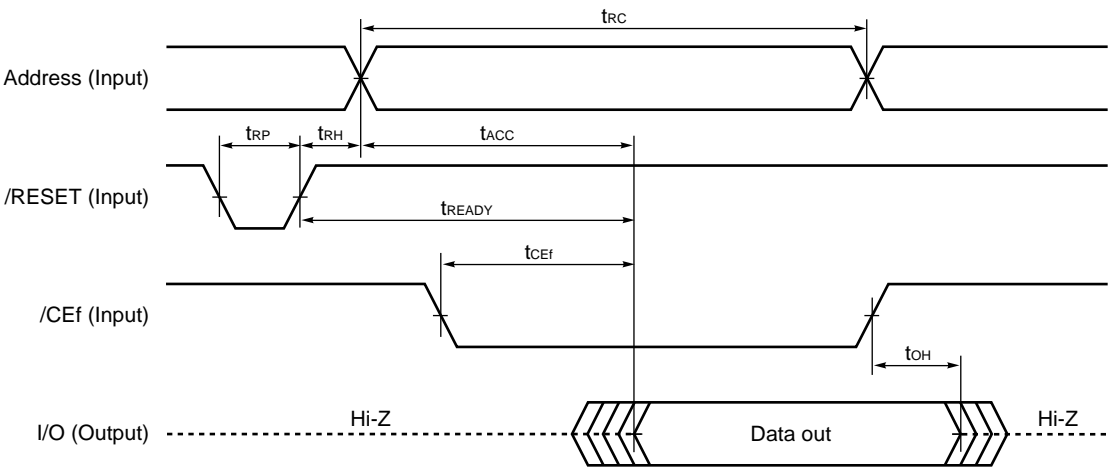 tRC
Address (Input)
tRP
tRH
tACC
/RESET (Input)
tREADY
tCEf
/CEf (Input)
tOH
Hi-Z
Hi-Z
I/O (Output)
Data out